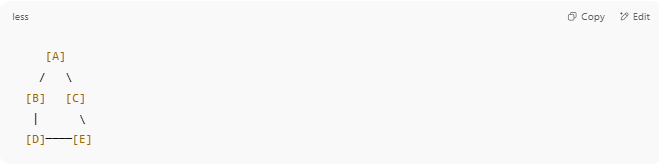 less
Copy Edit
[A]
/ \
[B] [C]
| \
[D]────[E]